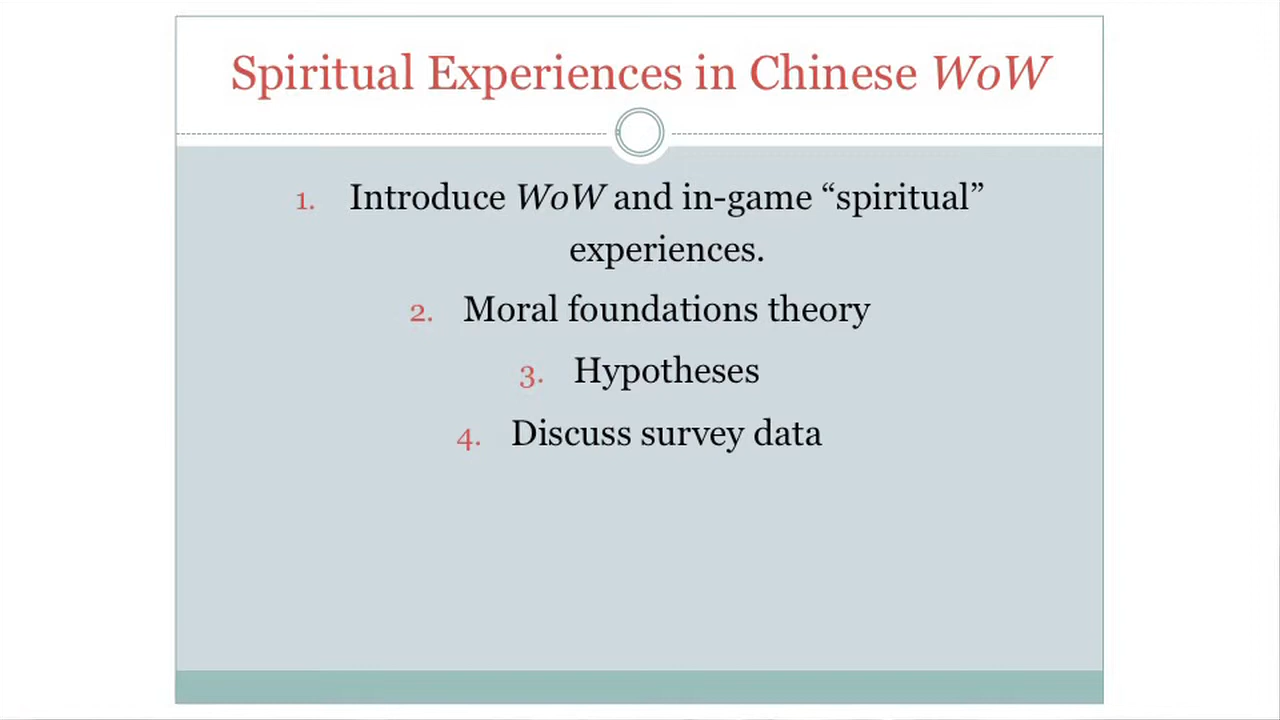 Spiritual Experiences in Chinese WoW
1. Introduce WoW and in-game “spiritual”
experiences.
2. Moral foundations theory
3. Hypotheses
4. Discuss survey data